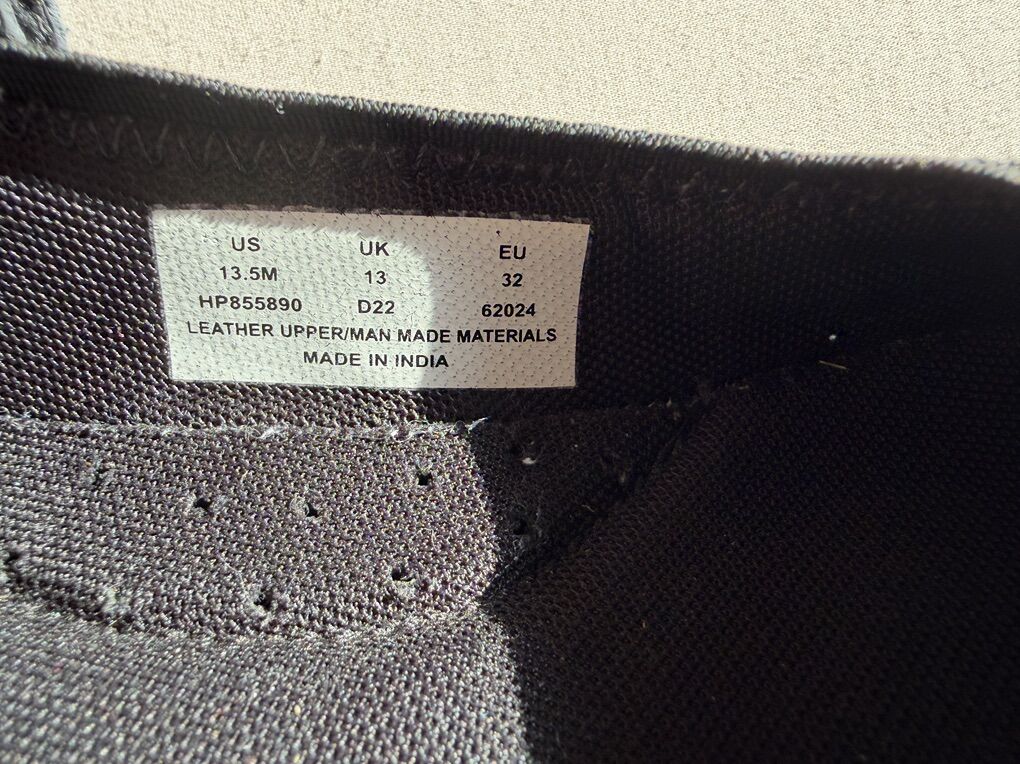 US UK EU
13.5M 13 32
HP855890 D22 62024
LEATHER UPPER/MAN MADE MATERIALS
MADE IN INDIA